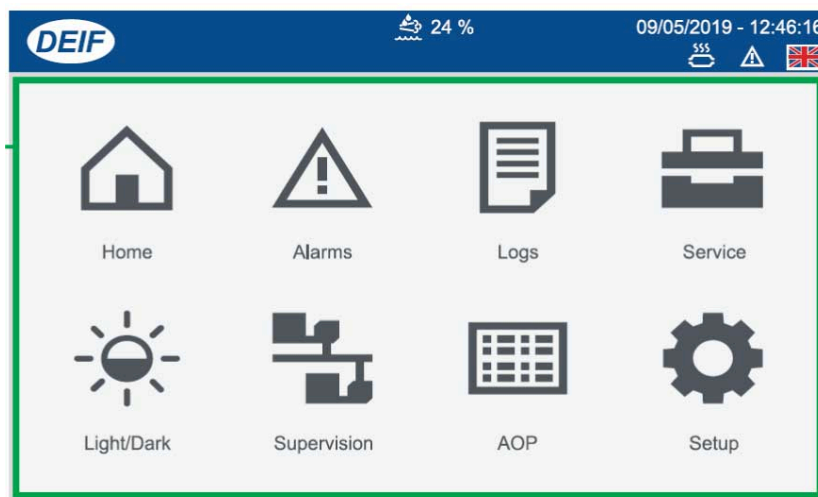 DEIF
24 %
09/05/2019 - 12:46:16
Home
Alarms
Logs
Service
Light/Dark
Supervision
AOP
Setup